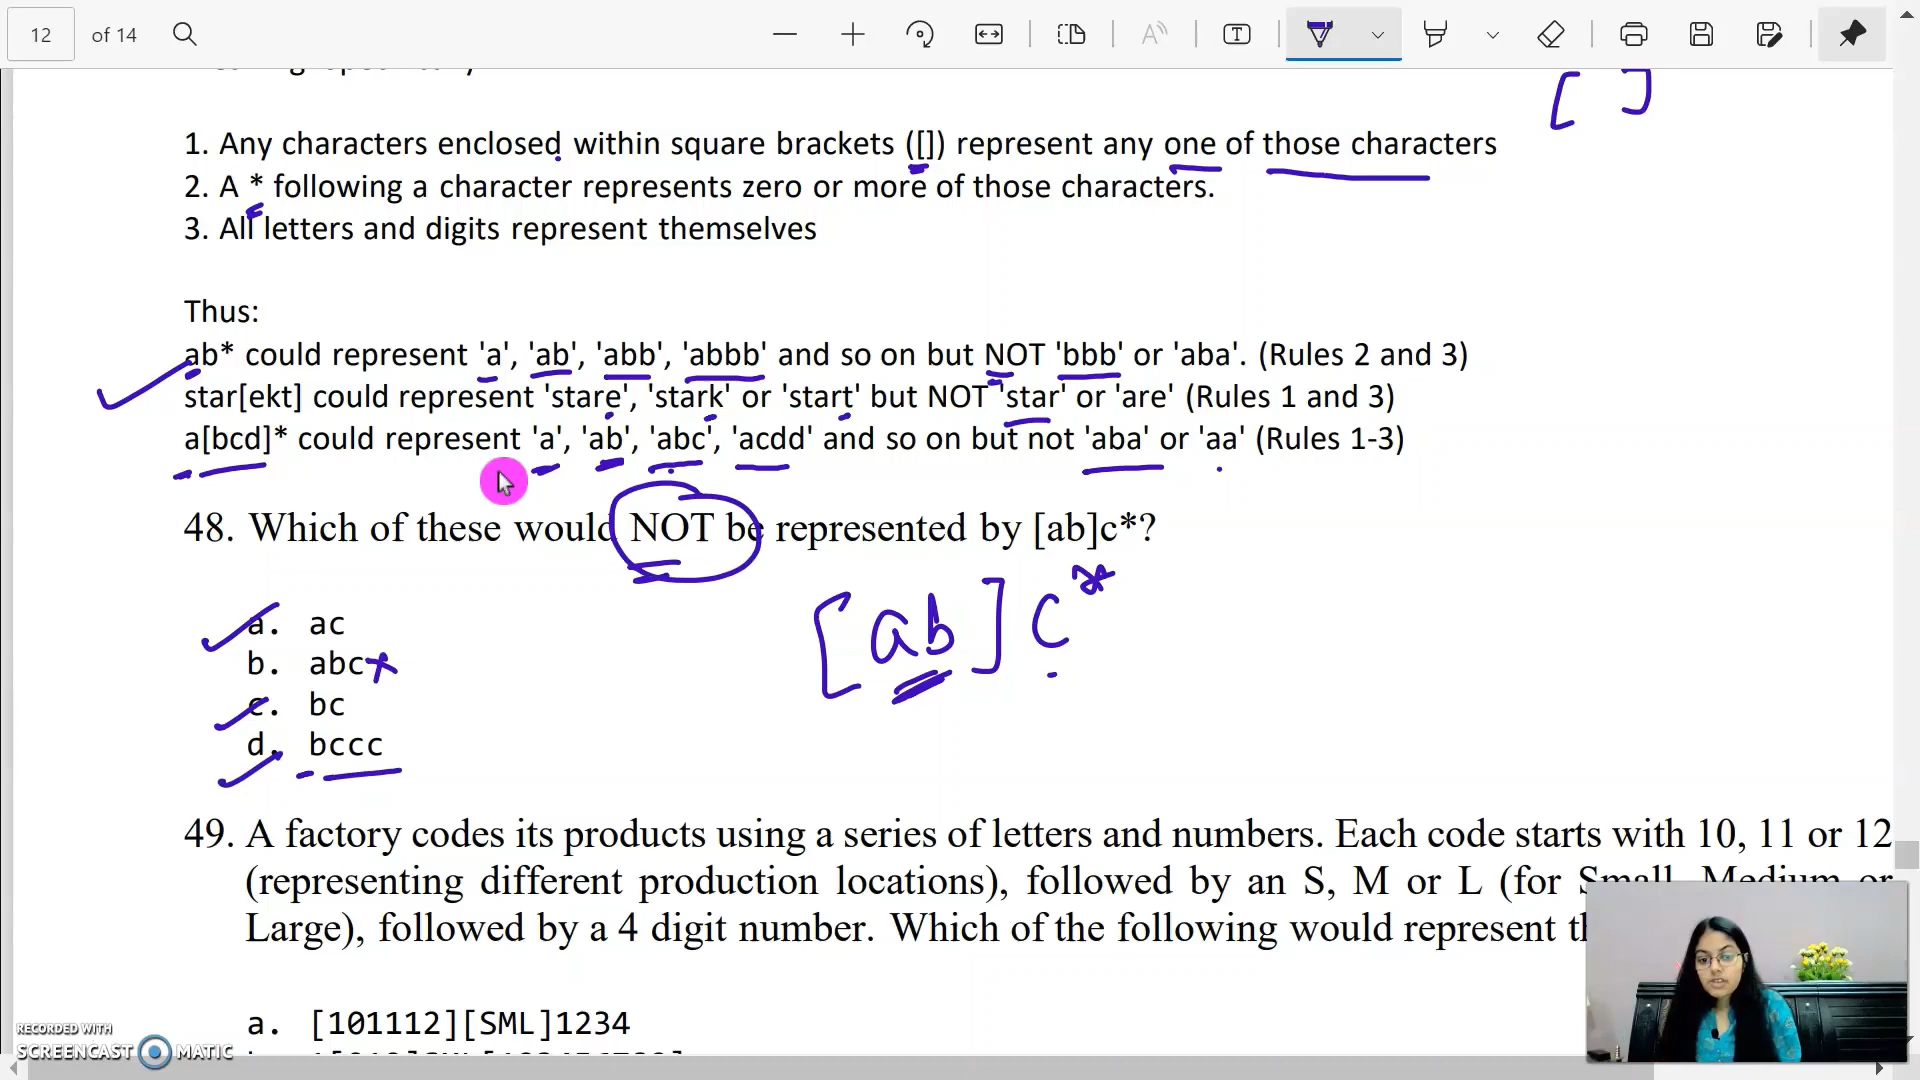 12 of 14
1. Any characters enclosed within square brackets ([]) represent any one of those characters
2. A * following a character represents zero or more of those characters.
3. All letters and digits represent themselves
Thus:
ab* could represent 'a', 'ab', 'abb', 'abbb' and so on but NOT 'bbb' or 'aba'. (Rules 2 and 3)
star[ekt] could represent 'stare', 'stark' or 'start' but NOT 'star' or 'are' (Rules 1 and 3)
a[bcd]* could represent 'a', 'ab', 'abc', 'acdd' and so on but not 'aba' or 'aa' (Rules 1-3)
48. Which of these would NOT be represented by [ab]c*?
[ab]c*
a. ac
b. abc
c. bc
d. bccc
49. A factory codes its products using a series of letters and numbers. Each code starts with 10, 11 or 12
(representing different production locations), followed by an S, M or L (for Small, Medium or
Large), followed by a 4 digit number. Which of the following would represent
a. [101112][SML]1234
RECORDED WITH
SCREENCAST MATIC